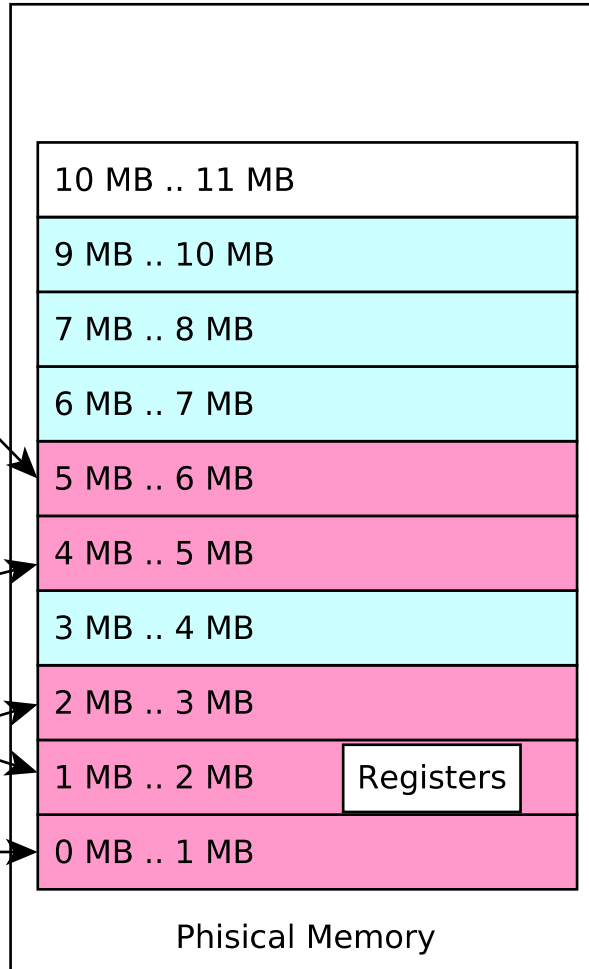 10 MB .. 11 MB
9 MB .. 10 MB
7 MB .. 8 MB
6 MB .. 7 MB
5 MB .. 6 MB
4 MB .. 5 MB
3 MB .. 4 MB
2 MB .. 3 MB
1 MB .. 2 MB
Registers
0 MB .. 1 MB
Phisical Memory